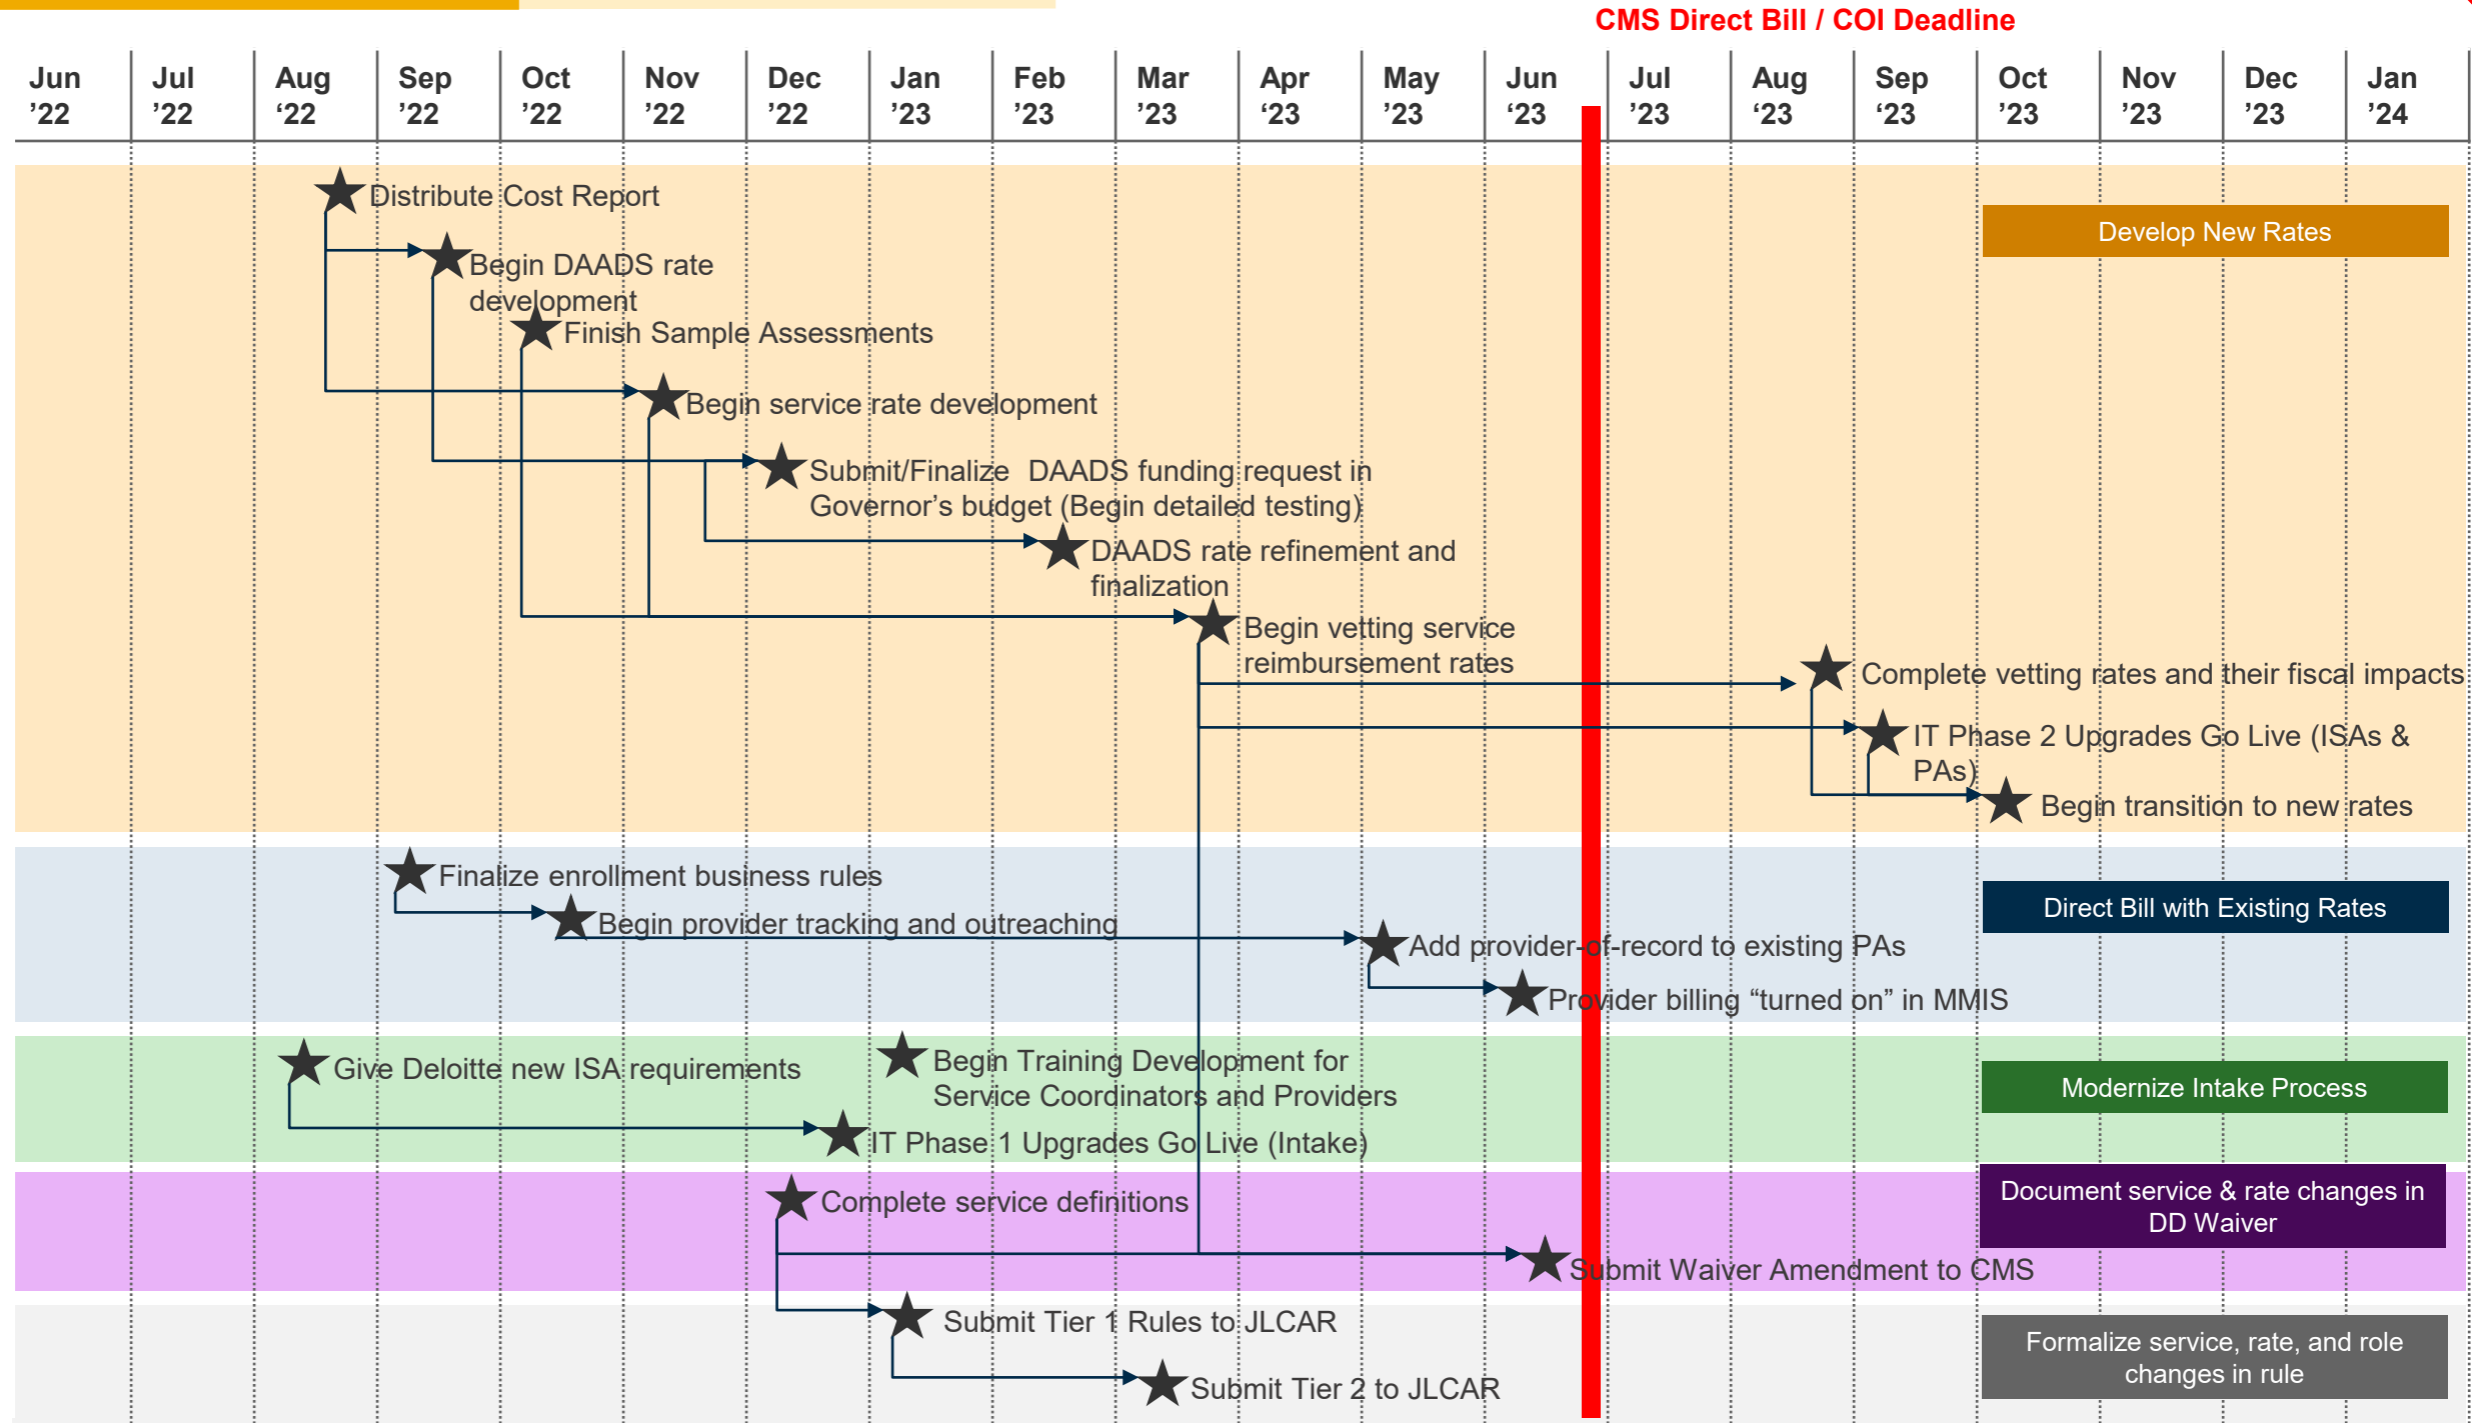 CMS Direct Bill / COI Deadline
Jun ’22
Jul ’22
Aug ‘22
Sep ’22
Oct ’22
Nov ’22
Dec ’22
Jan ’23
Feb ’23
Mar ’23
Apr ‘23
May ’23
Jun ‘23
Jul ’23
Aug ‘23
Sep ‘23
Oct ’23
Nov ’23
Dec ’23
Jan ’24
Distribute Cost Report
Develop New Rates
Begin DAADS rate
development
Finish Sample Assessments
Begin service rate development
Submit/Finalize  DAADS funding request in
Governor’s budget (Begin detailed testing)
DAADS rate refinement and
finalization
Begin vetting service
reimbursement rates
Complete vetting rates and their fiscal impacts
IT Phase 2 Upgrades Go Live (ISAs &
PAs)
Begin transition to new rates
Finalize enrollment business rules
Direct Bill with Existing Rates
Begin provider tracking and outreaching
Add provider-of-record to existing PAs
Provider billing “turned on” in MMIS
Give Deloitte new ISA requirements
Begin Training Development for
Service Coordinators and Providers
Modernize Intake Process
IT Phase 1 Upgrades Go Live (Intake)
Complete service definitions
Document service & rate changes in
DD Waiver
Submit Waiver Amendment to CMS
Submit Tier 1 Rules to JLCAR
Formalize service, rate, and role
changes in rule
Submit Tier 2 to JLCAR